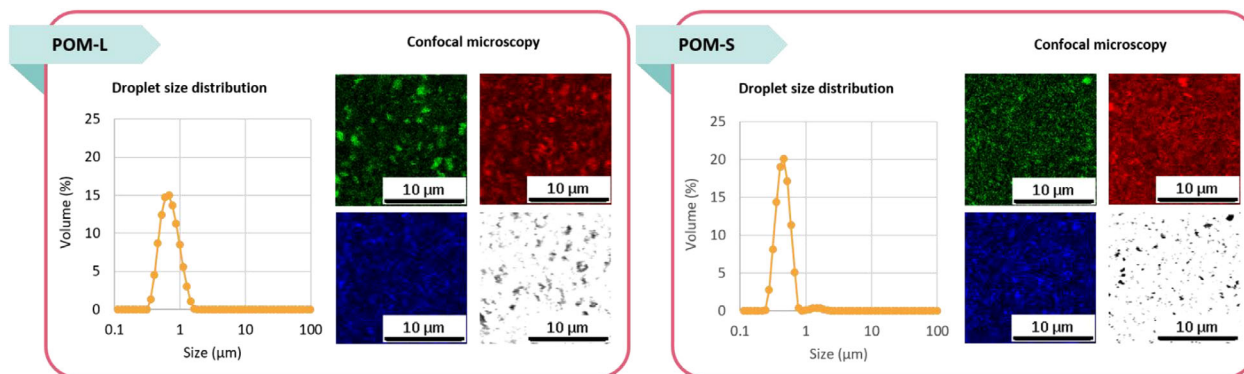 POM-L
Confocal microscopy
Droplet size distribution
25
20
15
10
5
0
Volume (%)
0.1 1 10 100
Size (µm)
10 µm
10 µm
10 µm
10 µm
POM-S
Confocal microscopy
Droplet size distribution
25
20
15
10
5
0
Volume (%)
0.1 1 10 100
Size (µm)
10 µm
10 µm
10 µm
10 µm